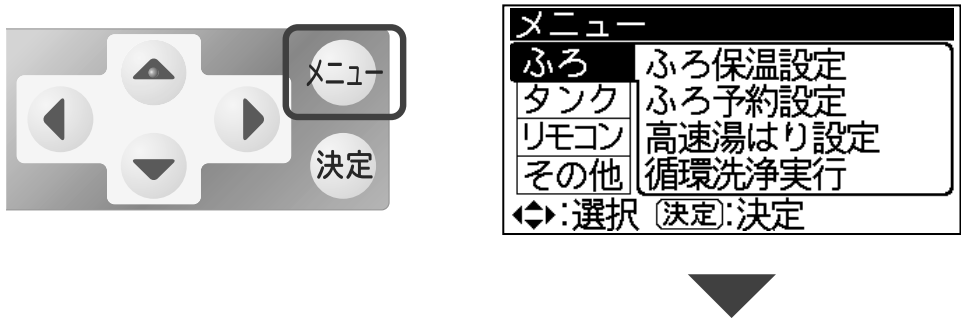 メニュー
決定
メニュー
ふろ
タンク
リモコン
その他
ふろ保温設定
ふろ予約設定
高速湯はり設定
循環洗浄実行
:選択 決定:決定